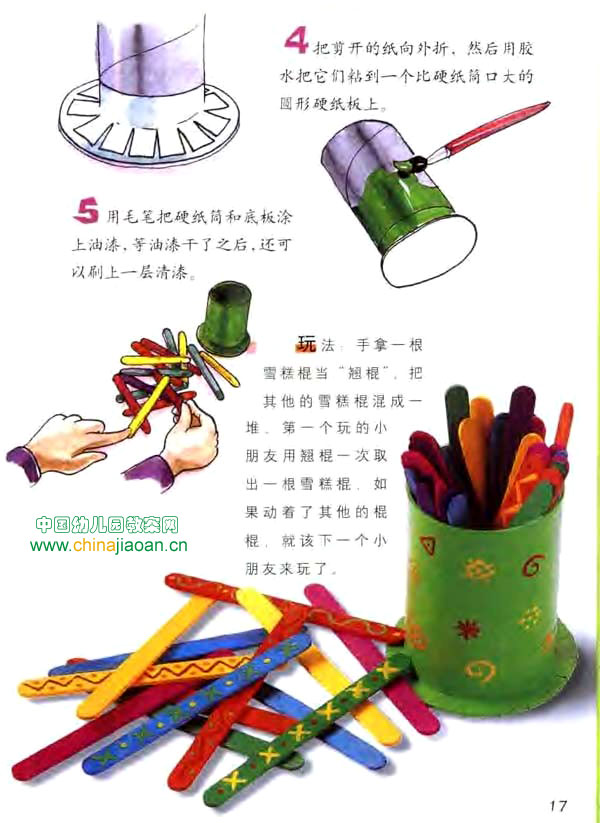 4 把剪开的纸向外折，然后用胶
水把它们粘到一个比硬纸筒口大的
圆形硬纸板上。
5 用毛笔把硬纸筒和底板涂
上油漆，等油漆干了之后，还可
以刷上一层清漆。
玩法：手拿一根
雪糕棍当“翘棍”，把
其他的雪糕棍混成一
堆，第一个玩的小
朋友用翘棍一次取
出一根雪糕棍，如
果动着了其他的棍
棍，就该下一个小
朋友来玩了。
中国幼儿园教案网
www.chinajiaoan.cn
17